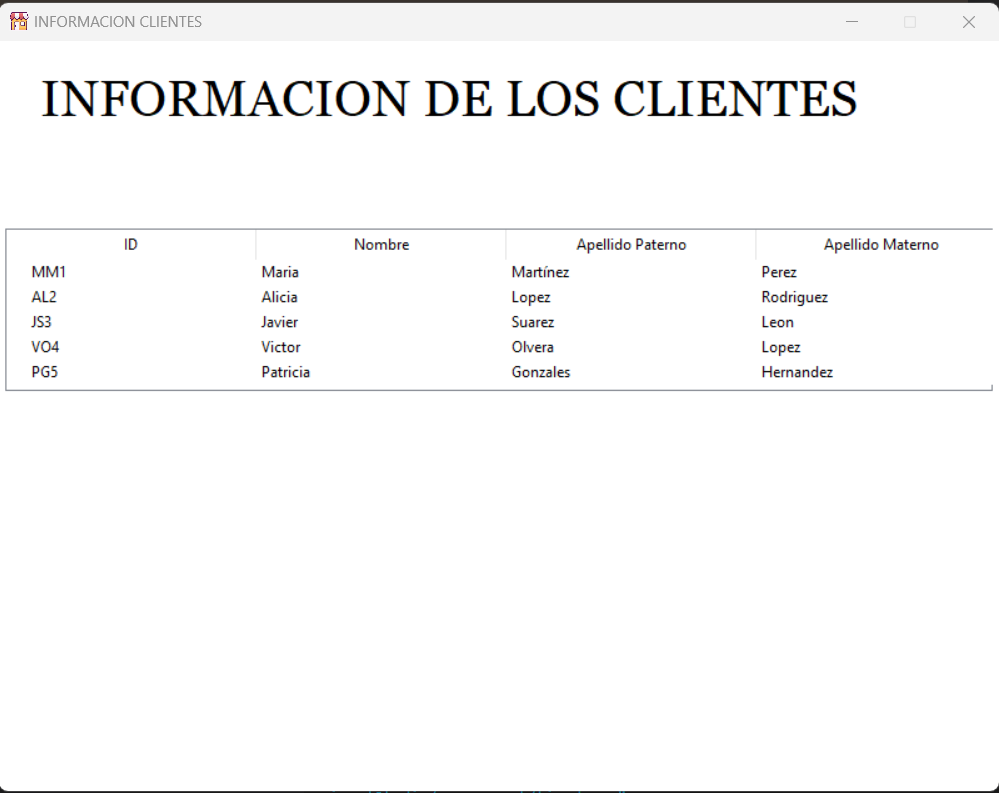 INFORMACION CLIENTES
INFORMACION DE LOS CLIENTES
ID Nombre Apellido Paterno Apellido Materno
MM1 Maria Martínez Perez
AL2 Alicia Lopez Rodriguez
JS3 Javier Suarez Leon
VO4 Victor Olvera Lopez
PG5 Patricia Gonzales Hernandez